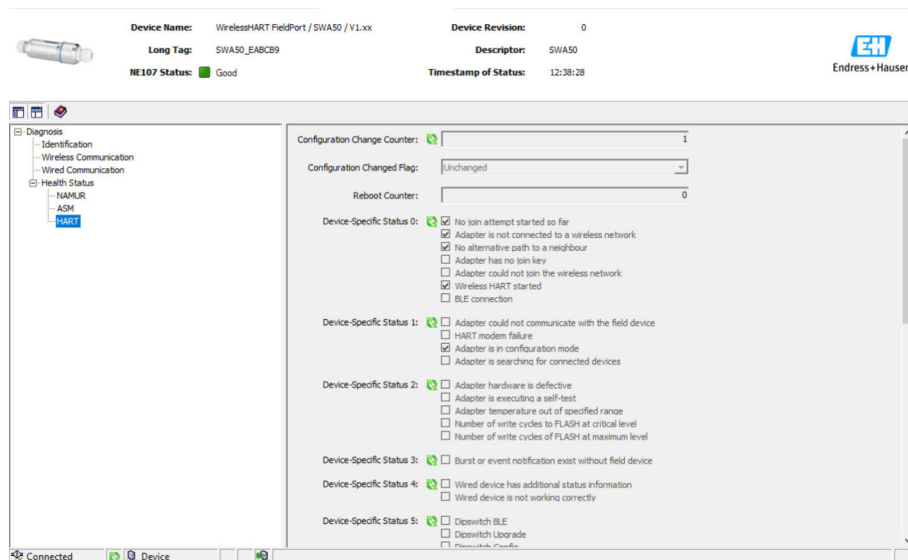 Device Name: WirelessHART FieldPort / SWA50 / V1.xx Device Revision: 0
Long Tag: SWA50_EABCB9 Descriptor: SWA50
NE107 Status: Good Timestamp of Status: 12:38:28
EH
Endress+Hauser
Diagnosis
Identification
Wireless Communication
Wired Communication
Health Status
NAMUR
ASM
HART
Configuration Change Counter: 1
Configuration Changed Flag: Unchanged
Reboot Counter: 0
Device-Specific Status 0: No join attempt started so far
Adapter is not connected to a wireless network
No alternative path to a neighbour
Adapter has no join key
Adapter could not join the wireless network
Wireless HART started
BLE connection
Device-Specific Status 1: Adapter could not communicate with the field device
HART modem failure
Adapter is in configuration mode
Adapter is searching for connected devices
Device-Specific Status 2: Adapter hardware is defective
Adapter is executing a self-test
Adapter temperature out of specified range
Number of write cycles to FLASH at critical level
Number of write cycles of FLASH at maximum level
Device-Specific Status 3: Burst or event notification exist without field device
Device-Specific Status 4: Wired device has additional status information
Wired device is not working correctly
Device-Specific Status 5: Dipswitch BLE
Dipswitch Upgrade
Dipswitch Config
Connected Device